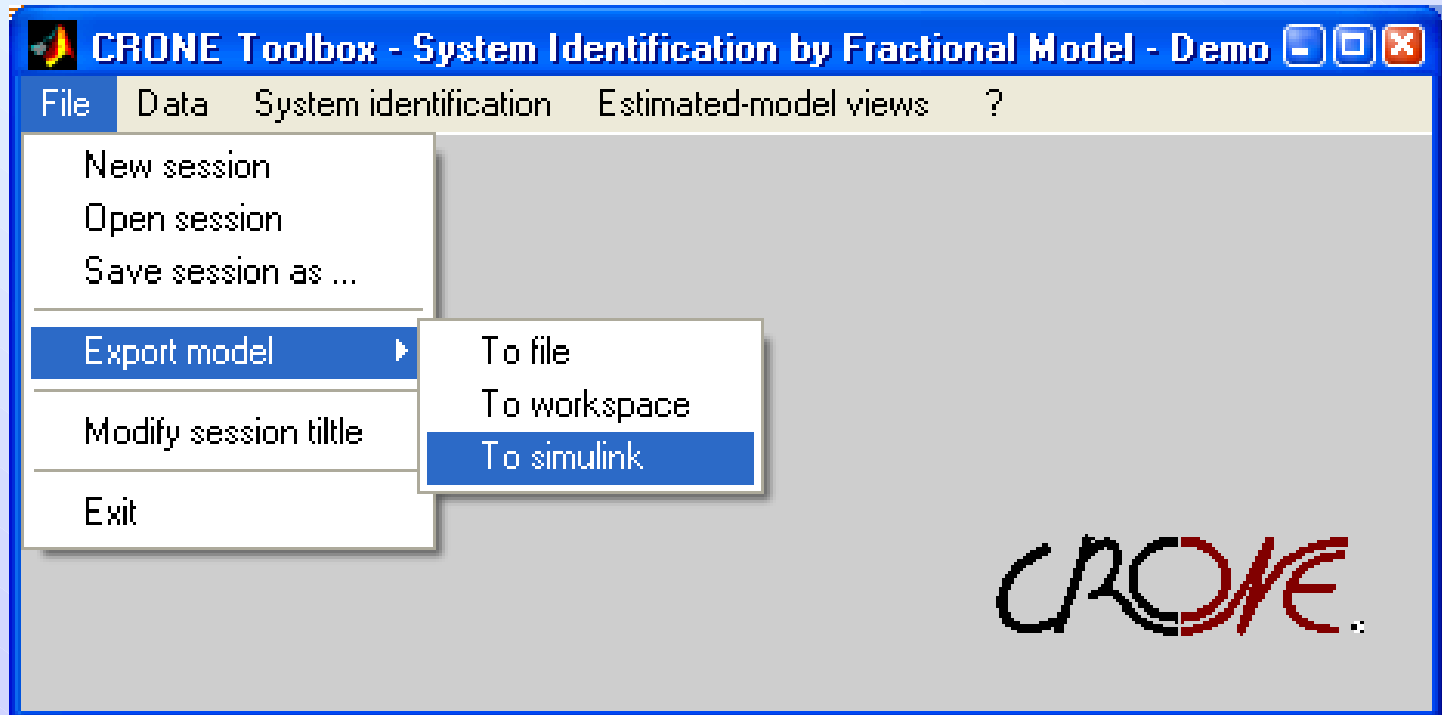 CRONE Toolbox - System Identification by Fractional Model - Demo
File Data System identification Estimated-model views ?
New session
Open session
Save session as ...
Export model
To file
To workspace
To simulink
Modify session tiltle
Exit
CRONE